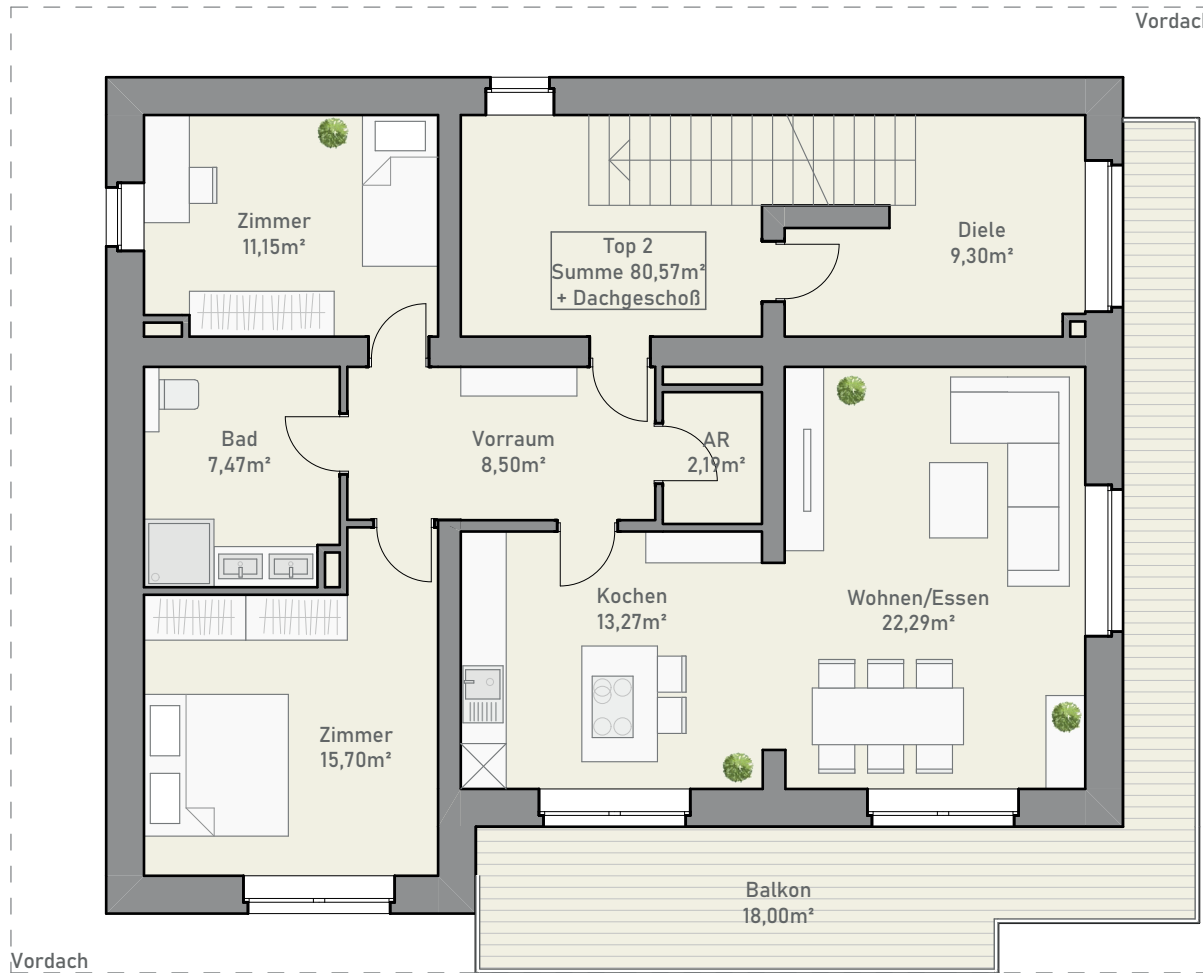 Vordach
Zimmer
11,15m²
Top 2
Summe 80,57m²
+ Dachgeschoß
Diele
9,30m²
Bad
7,47m²
Vorraum
8,50m²
AR
2,19m²
Kochen
13,27m²
Wohnen/Essen
22,29m²
Zimmer
15,70m²
Balkon
18,00m²
Vordach